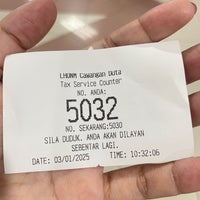 LHDNM Cawangan Duta
Tax Service Counter
NO. ANDA:
5032
NO. SEKARANG:5030
SILA DUDUK. ANDA AKAN DILAYAN
SEBENTAR LAGI.
DATE: 03/01/2025 TIME: 10:32:06